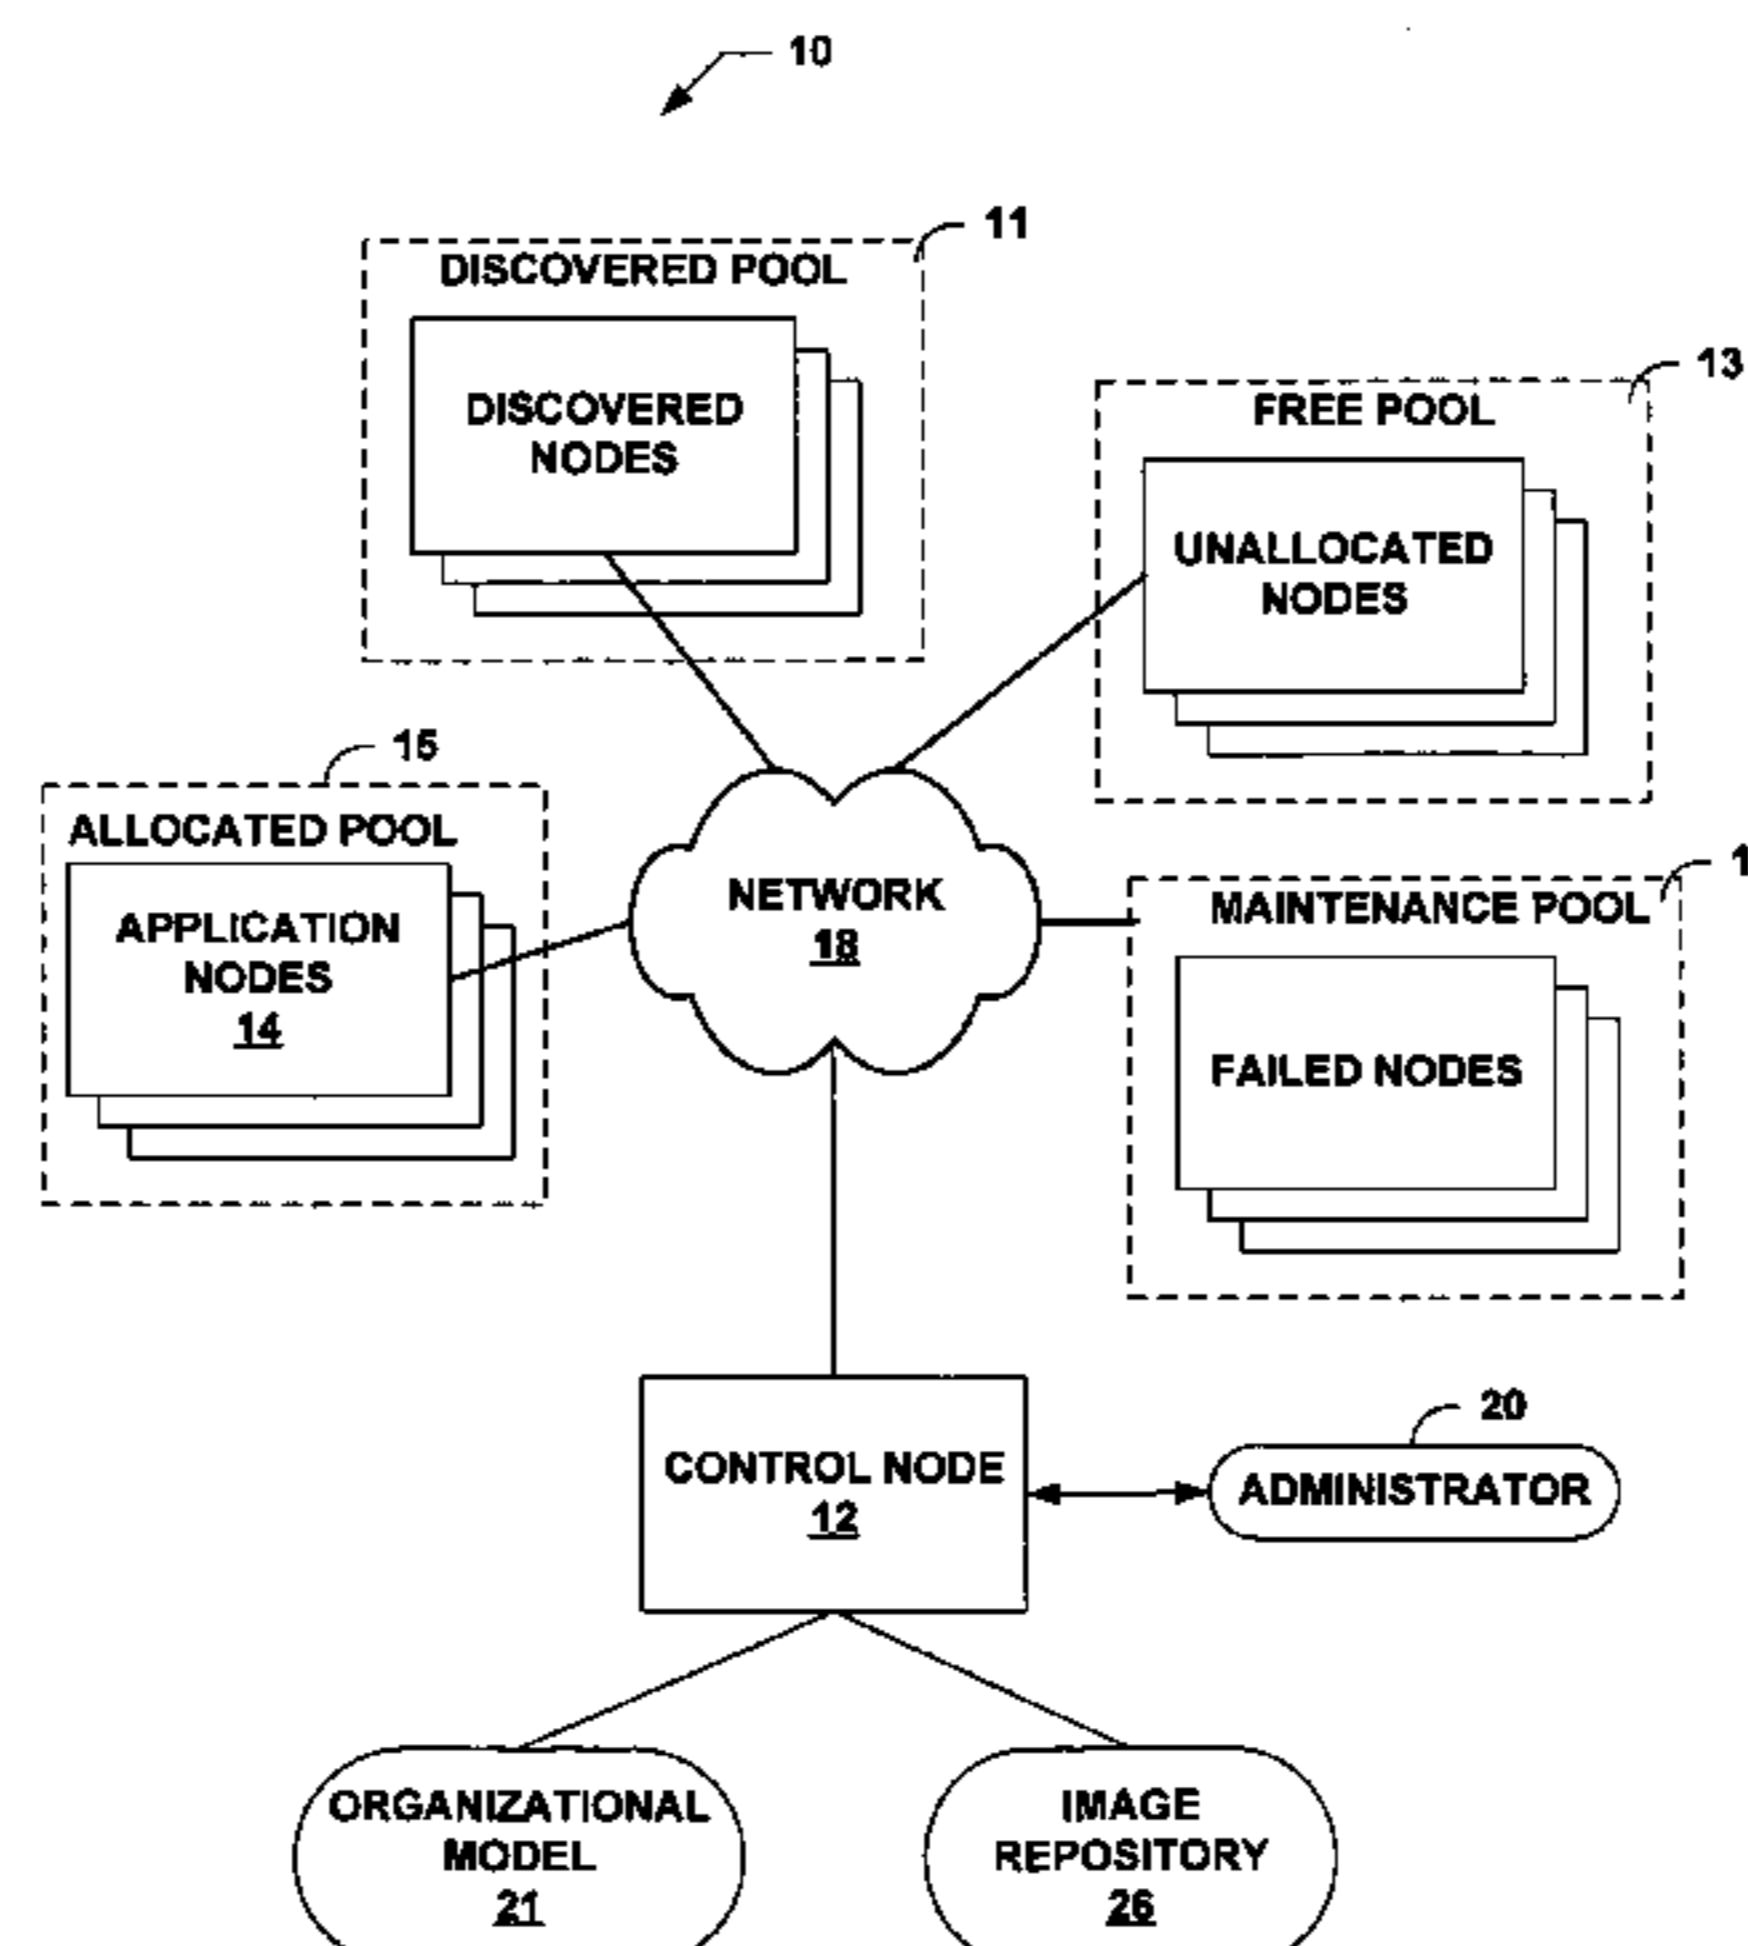 10
11
DISCOVERED POOL
DISCOVERED
NODES
13
FREE POOL
UNALLOCATED
NODES
15
ALLOCATED POOL
APPLICATION
NODES
14
NETWORK
18
MAINTENANCE POOL
FAILED NODES
CONTROL NODE
12
20
ADMINISTRATOR
ORGANIZATIONAL
MODEL
21
IMAGE
REPOSITORY
26